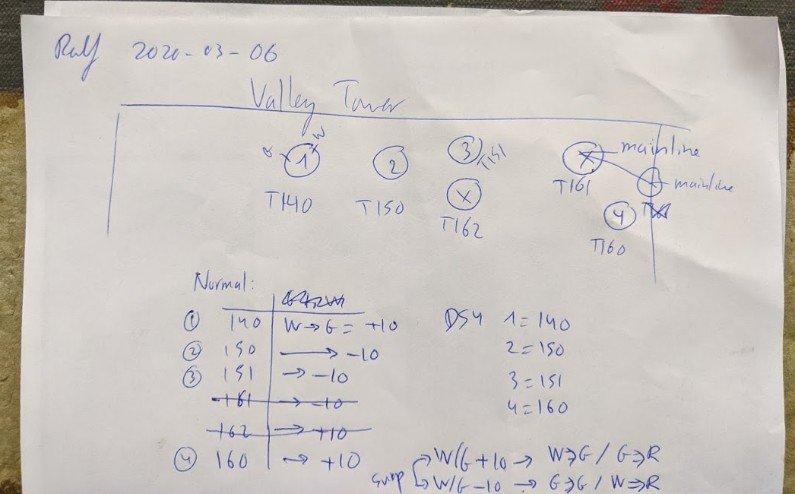 Ralf 2020-03-06
Valley Tower
W
1 2 3 T151 X mainline
T140 T150 X T161 mainline
T162 4
T160
Normal:
① 140 W→G = +10
② 150 → -10
③ 151 → -10
161 → -10
162 → +10
④ 160 → +10
DS4 1=140
2=150
3=151
4=160
W/G +10 → W→G / G→R
W/G -10 → G→G / W→R